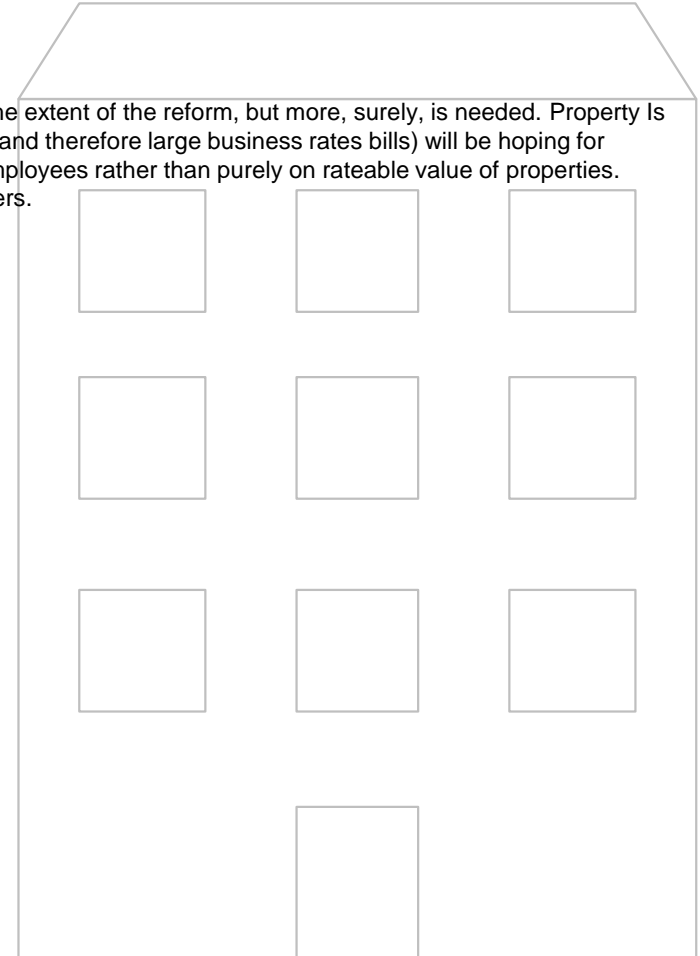 he extent of the reform, but more, surely, is needed. Property Is
and therefore large business rates bills) will be hoping for
mployees rather than purely on rateable value of properties.
ers.